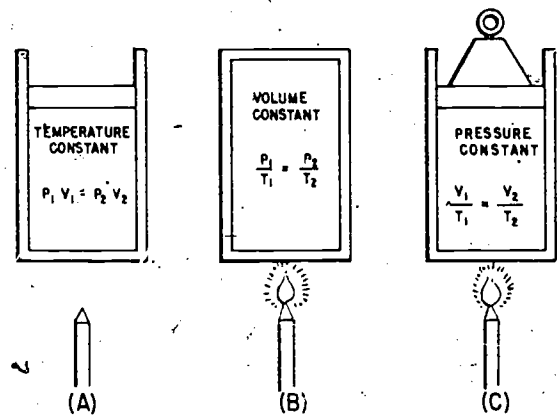 TEMPERATURE
CONSTANT
P₁ V₁ = P₂ V₂
VOLUME
CONSTANT
P₁/T₁ = P₂/T₂
PRESSURE
CONSTANT
V₁/T₁ = V₂/T₂
(A)
(B)
(C)